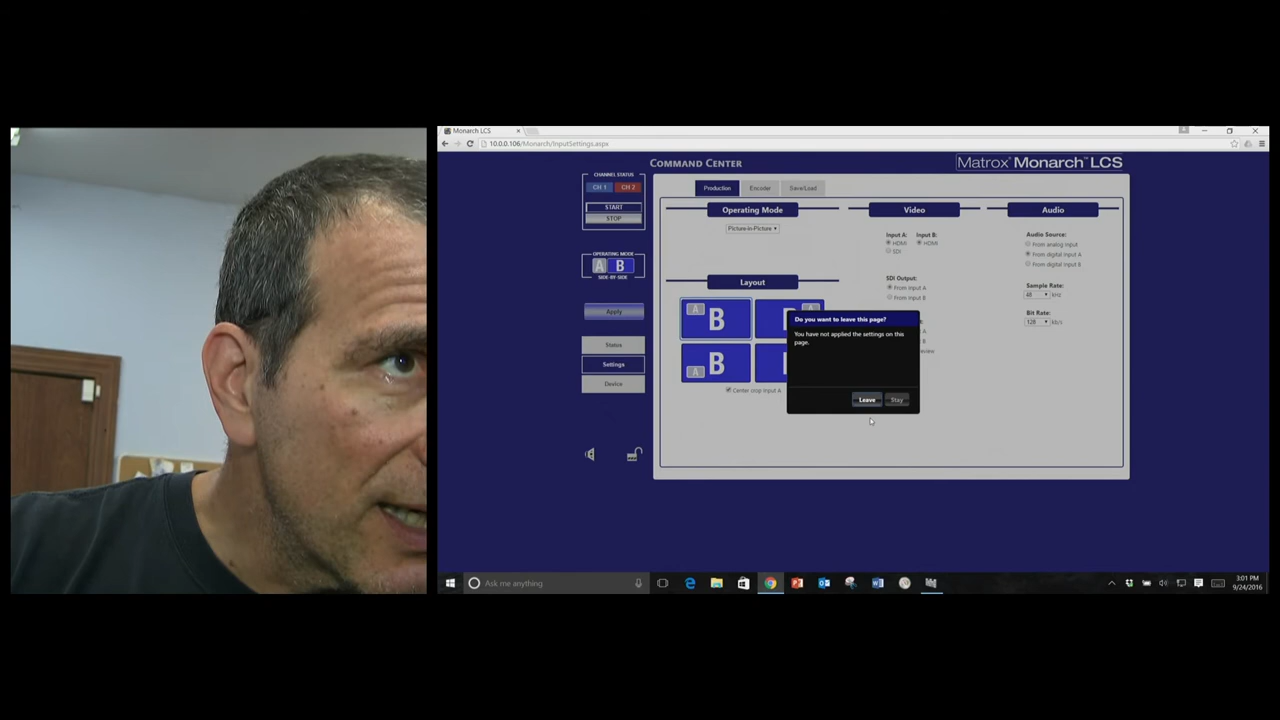 Monarch LCS
10.0.0.106/Monarch/InputSettings.aspx
COMMAND CENTER
Matrox Monarch LCS
CHANNEL STATUS
CH 1 CH 2
START
STOP
OPERATING MODE
A B
SIDE-BY-SIDE
Apply
Status
Settings
Device
Production Encoder Save/Load
Operating Mode
Picture-In-Picture
Layout
A B
A
A B
Center crop Input A
Video
Input A: Input B:
HDMI HDMI
SDI
SDI Output:
From input A
From input B
Audio
Audio Source:
From analog input
From digital input A
From digital input B
Sample Rate:
48 kHz
Bit Rate:
128 kb/s
Do you want to leave this page?
You have not applied the settings on this
page.
Leave Stay
Ask me anything
3:01 PM
9/24/2016